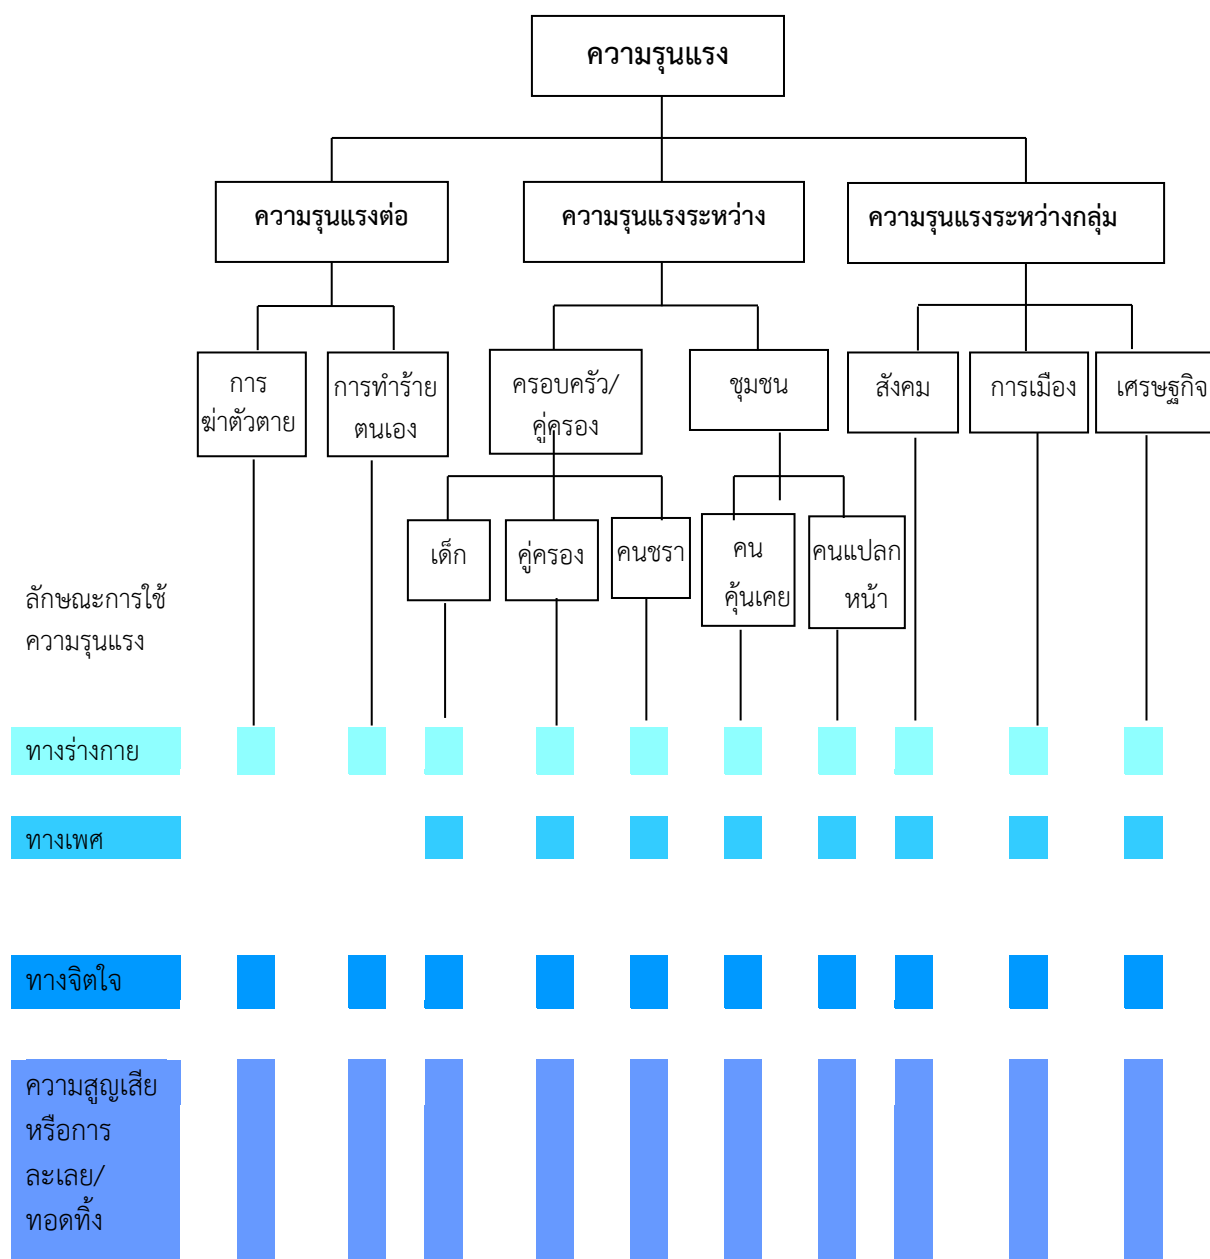 ความรุนแรง
ความรุนแรงต่อ
ความรุนแรงระหว่าง
ความรุนแรงระหว่างกลุ่ม
การ
ฆ่าตัวตาย
การทำร้าย
ตนเอง
ครอบครัว/
คู่ครอง
ชุมชน
สังคม
การเมือง
เศรษฐกิจ
เด็ก
คู่ครอง
คนชรา
คน
คุ้นเคย
คนแปลก
หน้า
ลักษณะการใช้
ความรุนแรง
ทางร่างกาย
ทางเพศ
ทางจิตใจ
ความสูญเสีย
หรือการ
ละเลย/
ทอดทิ้ง